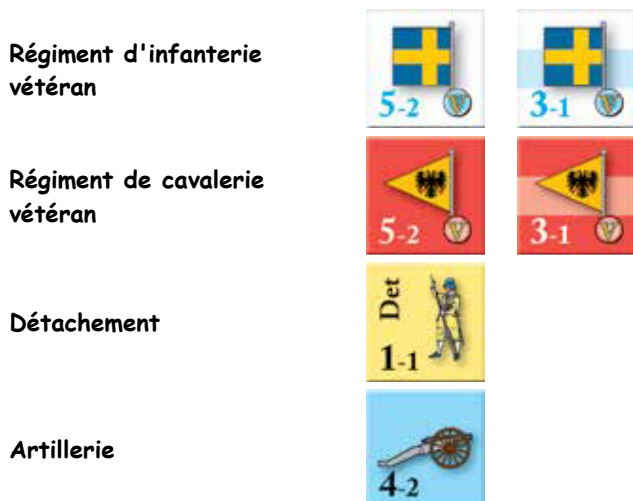 Régiment d'infanterie
vétéran
5-2 V
3-1 V
Régiment de cavalerie
vétéran
5-2 V
3-1 V
Détachement
Det
1-1
Artillerie
4-2